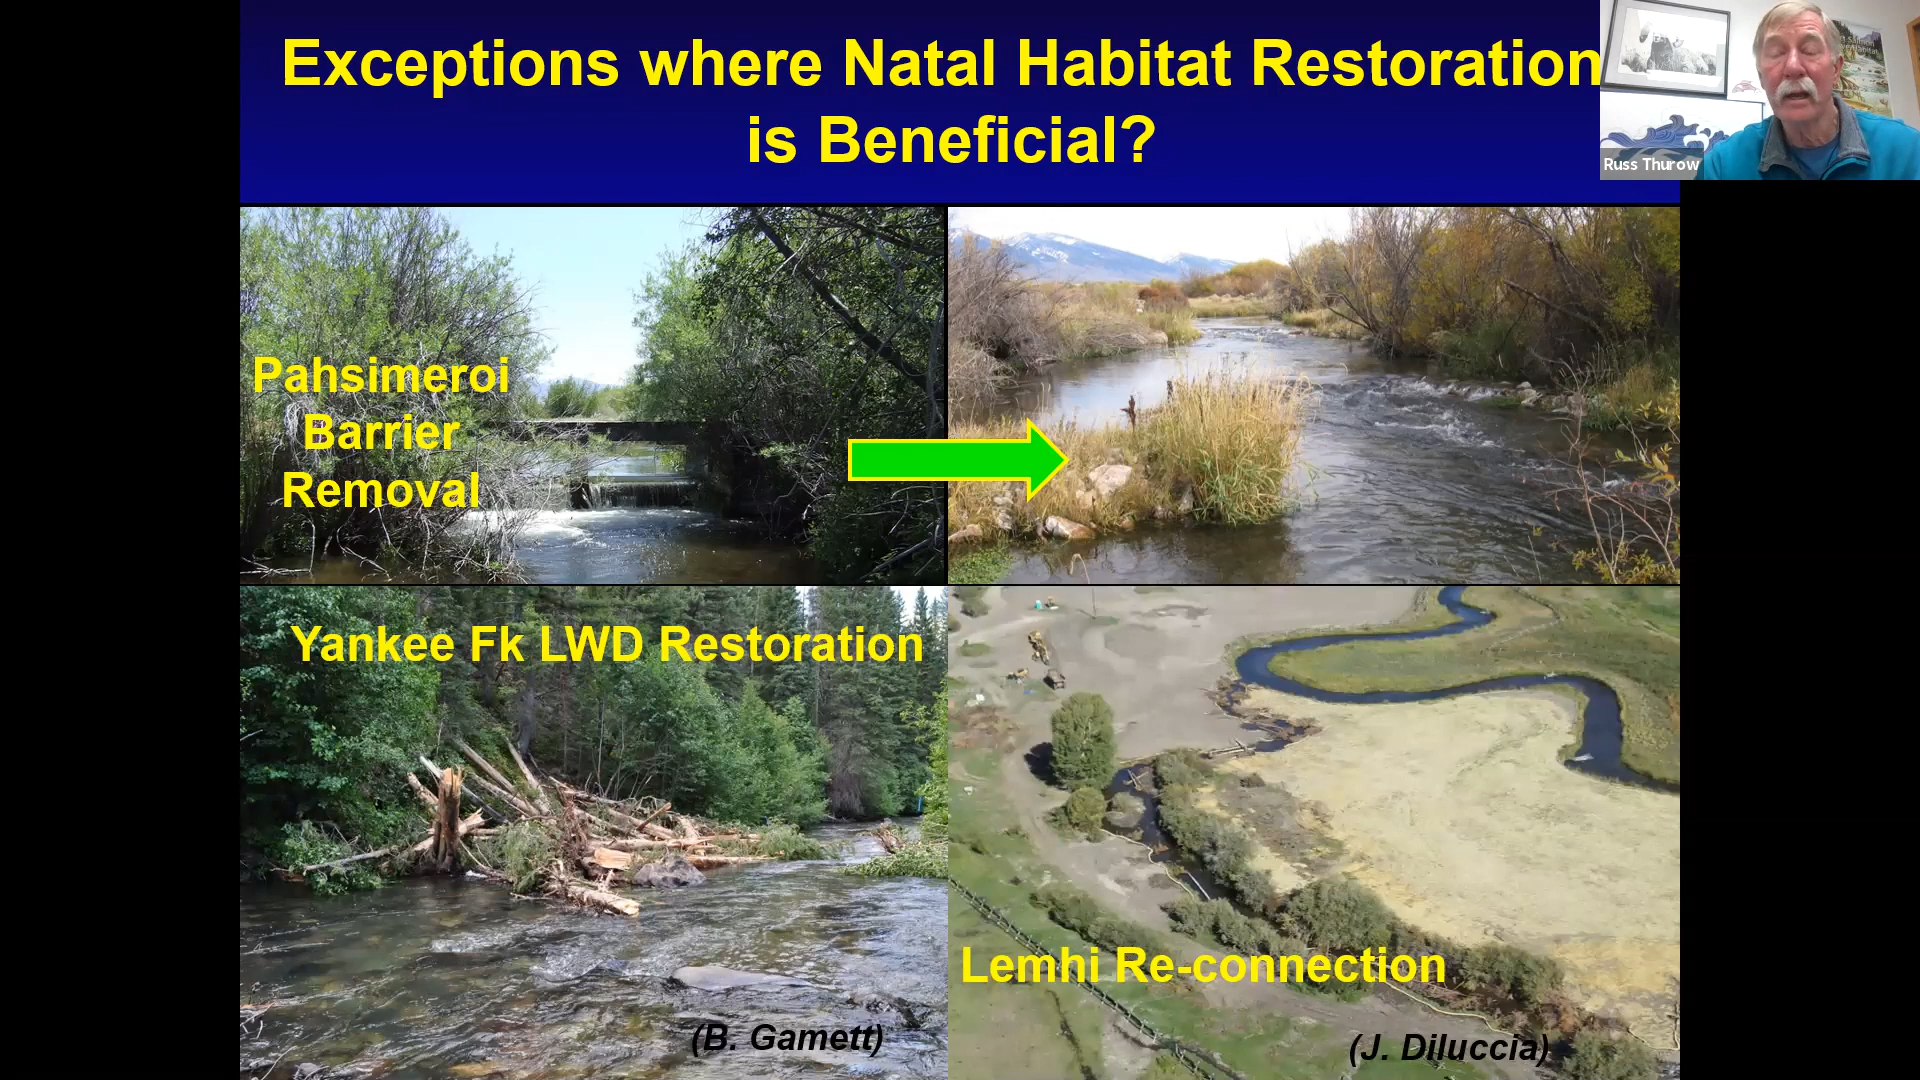 Exceptions where Natal Habitat Restoration
is Beneficial?
Russ Thurow
Pahsimeroi
Barrier
Removal
Yankee Fk LWD Restoration
(B. Gamett)
Lemhi Re-connection
(J. Diluccia)